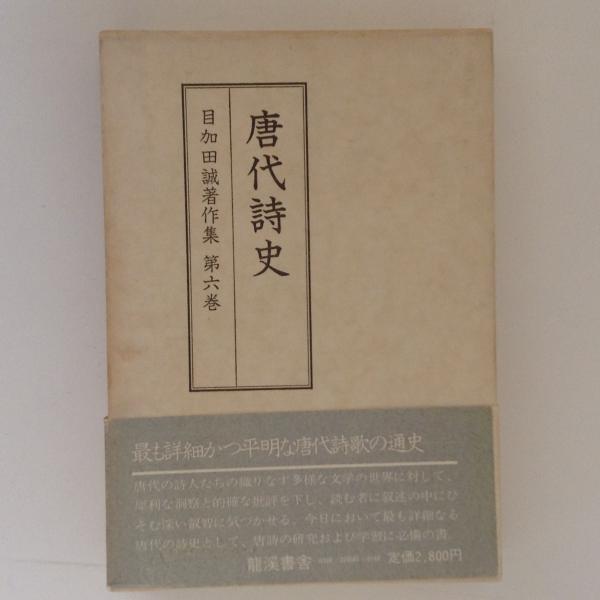 唐代詩史
目加田誠著作集 第六巻
最も詳細かつ平明な唐代詩歌の通史
唐代の詩人たちの織りなす多様な文学の世界に対して、
犀利な洞察と的確な批評を下し、読む者に叙述の中にひ
そむ深い叡智に気づかせる。今日において最も詳細なる
唐代の詩史として、唐詩の研究および学習に必備の書。
龍溪書舎 定価2,800円